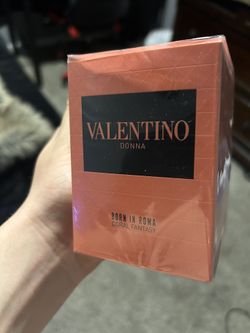 VALENTINO
DONNA
BORN IN ROMA
CORAL FANTASY